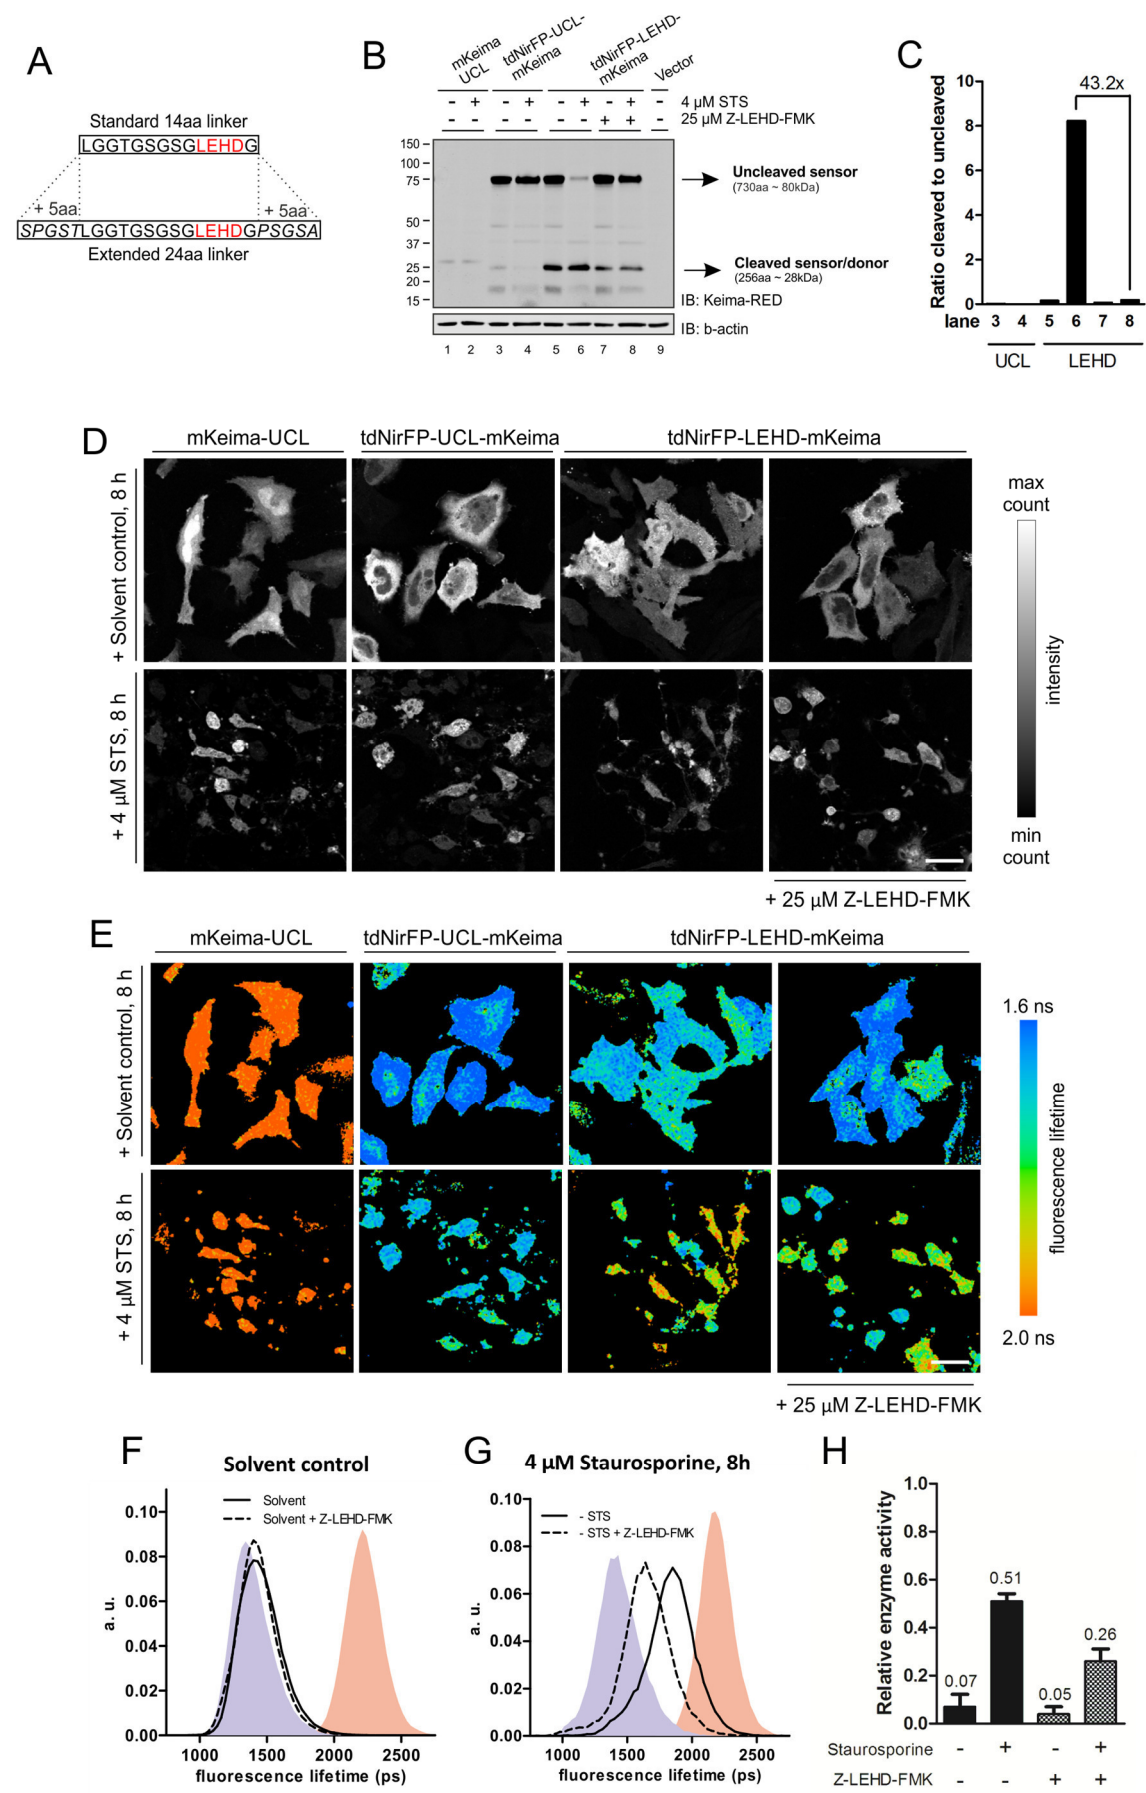 A
Standard 14aa linker
LGGTGSGSGLEHDG
+ 5aa
+ 5aa
SPGSTLGGTGSGSGLEHDGPSGSA
Extended 24aa linker
B
mKeima
UCL
tdNirFP-UCL-
mKeima
tdNirFP-LEHD-
mKeima
Vector
- + - + - + - + - 4 µM STS
- - - - - - + + - 25 µM Z-LEHD-FMK
150
100
75
50
37
25
20
15
Uncleaved sensor
(730aa ~ 80kDa)
Cleaved sensor/donor
(256aa ~ 28kDa)
IB: Keima-RED
IB: b-actin
1 2 3 4 5 6 7 8 9
C
Ratio cleaved to uncleaved
10
8
6
4
2
0
43.2x
lane 3 4 5 6 7 8
UCL LEHD
D
mKeima-UCL
tdNirFP-UCL-mKeima
tdNirFP-LEHD-mKeima
+ Solvent control, 8 h
+ 4 µM STS, 8 h
max
count
intensity
min
count
+ 25 µM Z-LEHD-FMK
E
mKeima-UCL
tdNirFP-UCL-mKeima
tdNirFP-LEHD-mKeima
+ Solvent control, 8 h
+ 4 µM STS, 8 h
1.6 ns
fluorescence lifetime
2.0 ns
+ 25 µM Z-LEHD-FMK
F
Solvent control
Solvent
Solvent + Z-LEHD-FMK
a. u.
0.10
0.08
0.06
0.04
0.02
0.00
1000 1500 2000 2500
fluorescence lifetime (ps)
G
4 µM Staurosporine, 8h
- STS
- STS + Z-LEHD-FMK
a. u.
0.10
0.08
0.06
0.04
0.02
0.00
1000 1500 2000 2500
fluorescence lifetime (ps)
H
Relative enzyme activity
1.0
0.8
0.6
0.4
0.2
0.0
0.07
0.51
0.05
0.26
Staurosporine - + - +
Z-LEHD-FMK - - + +